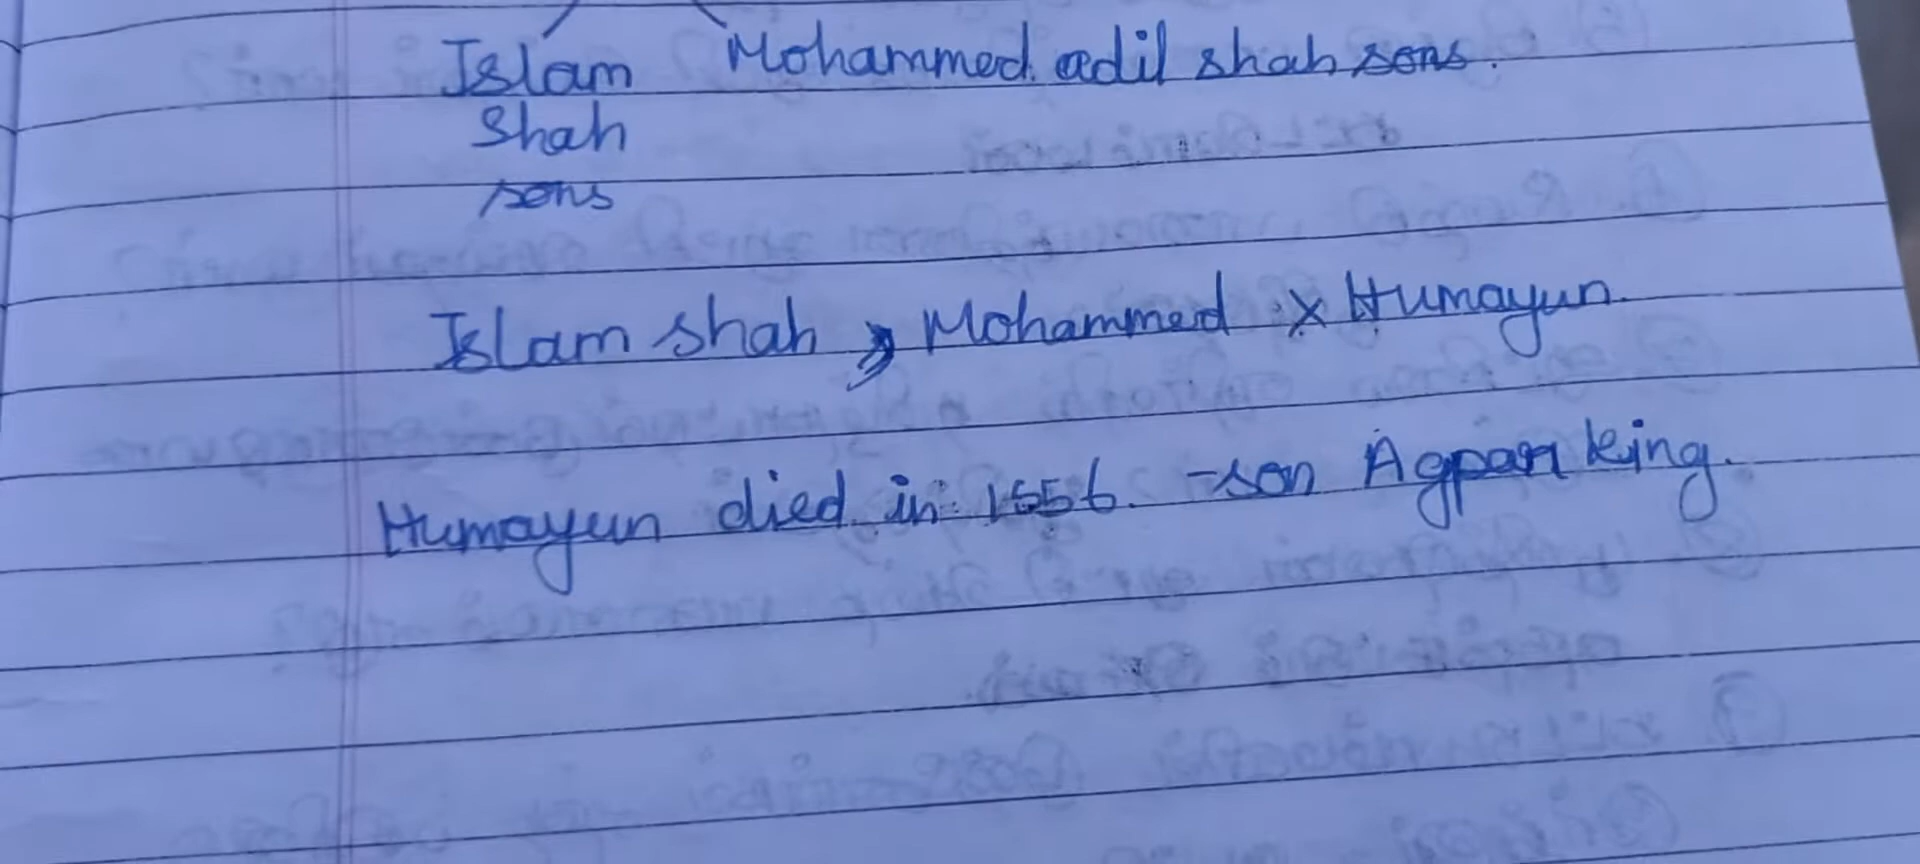 Islam Mohammed adil shah sons.
Shah
sons
Islam shah , Mohammed x Humayun.
Humayun died in 1556. -son Agpar king.